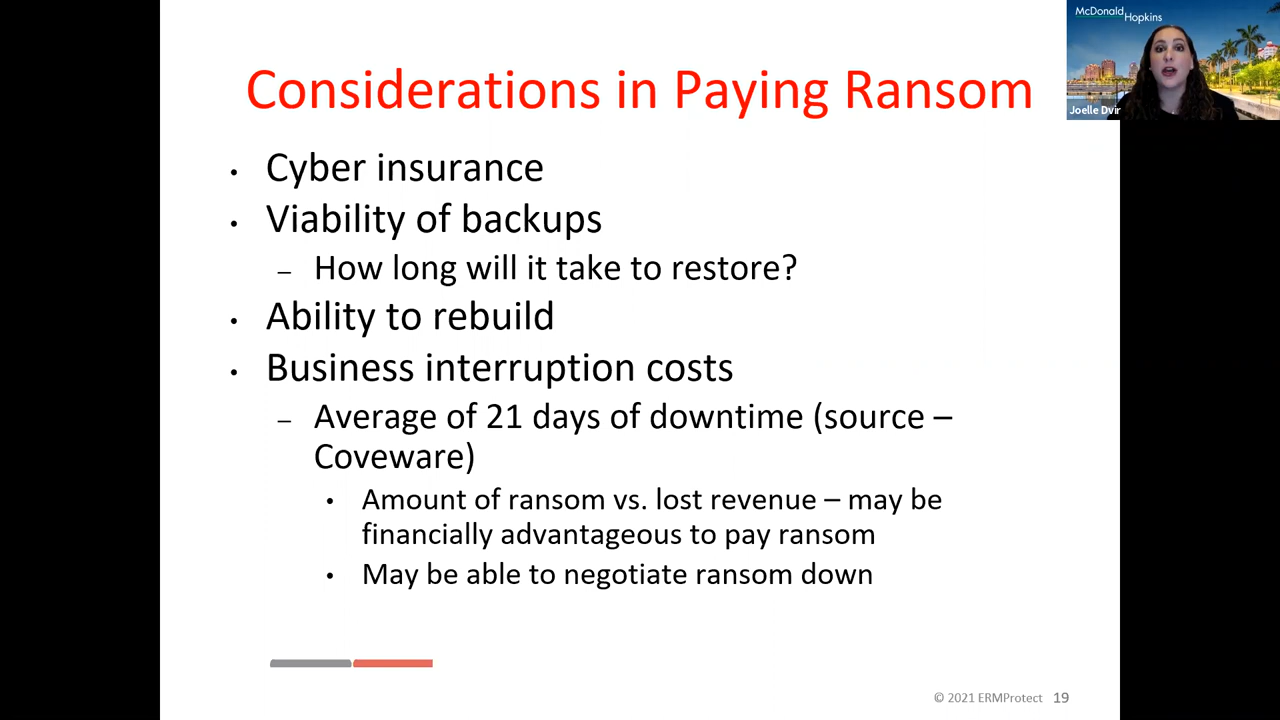 McDonald
Hopkins
Considerations in Paying Ransom
Joelle Dvir
• Cyber insurance
• Viability of backups
– How long will it take to restore?
• Ability to rebuild
• Business interruption costs
– Average of 21 days of downtime (source –
Coveware)
• Amount of ransom vs. lost revenue – may be
financially advantageous to pay ransom
• May be able to negotiate ransom down
© 2021 ERMProtect 19